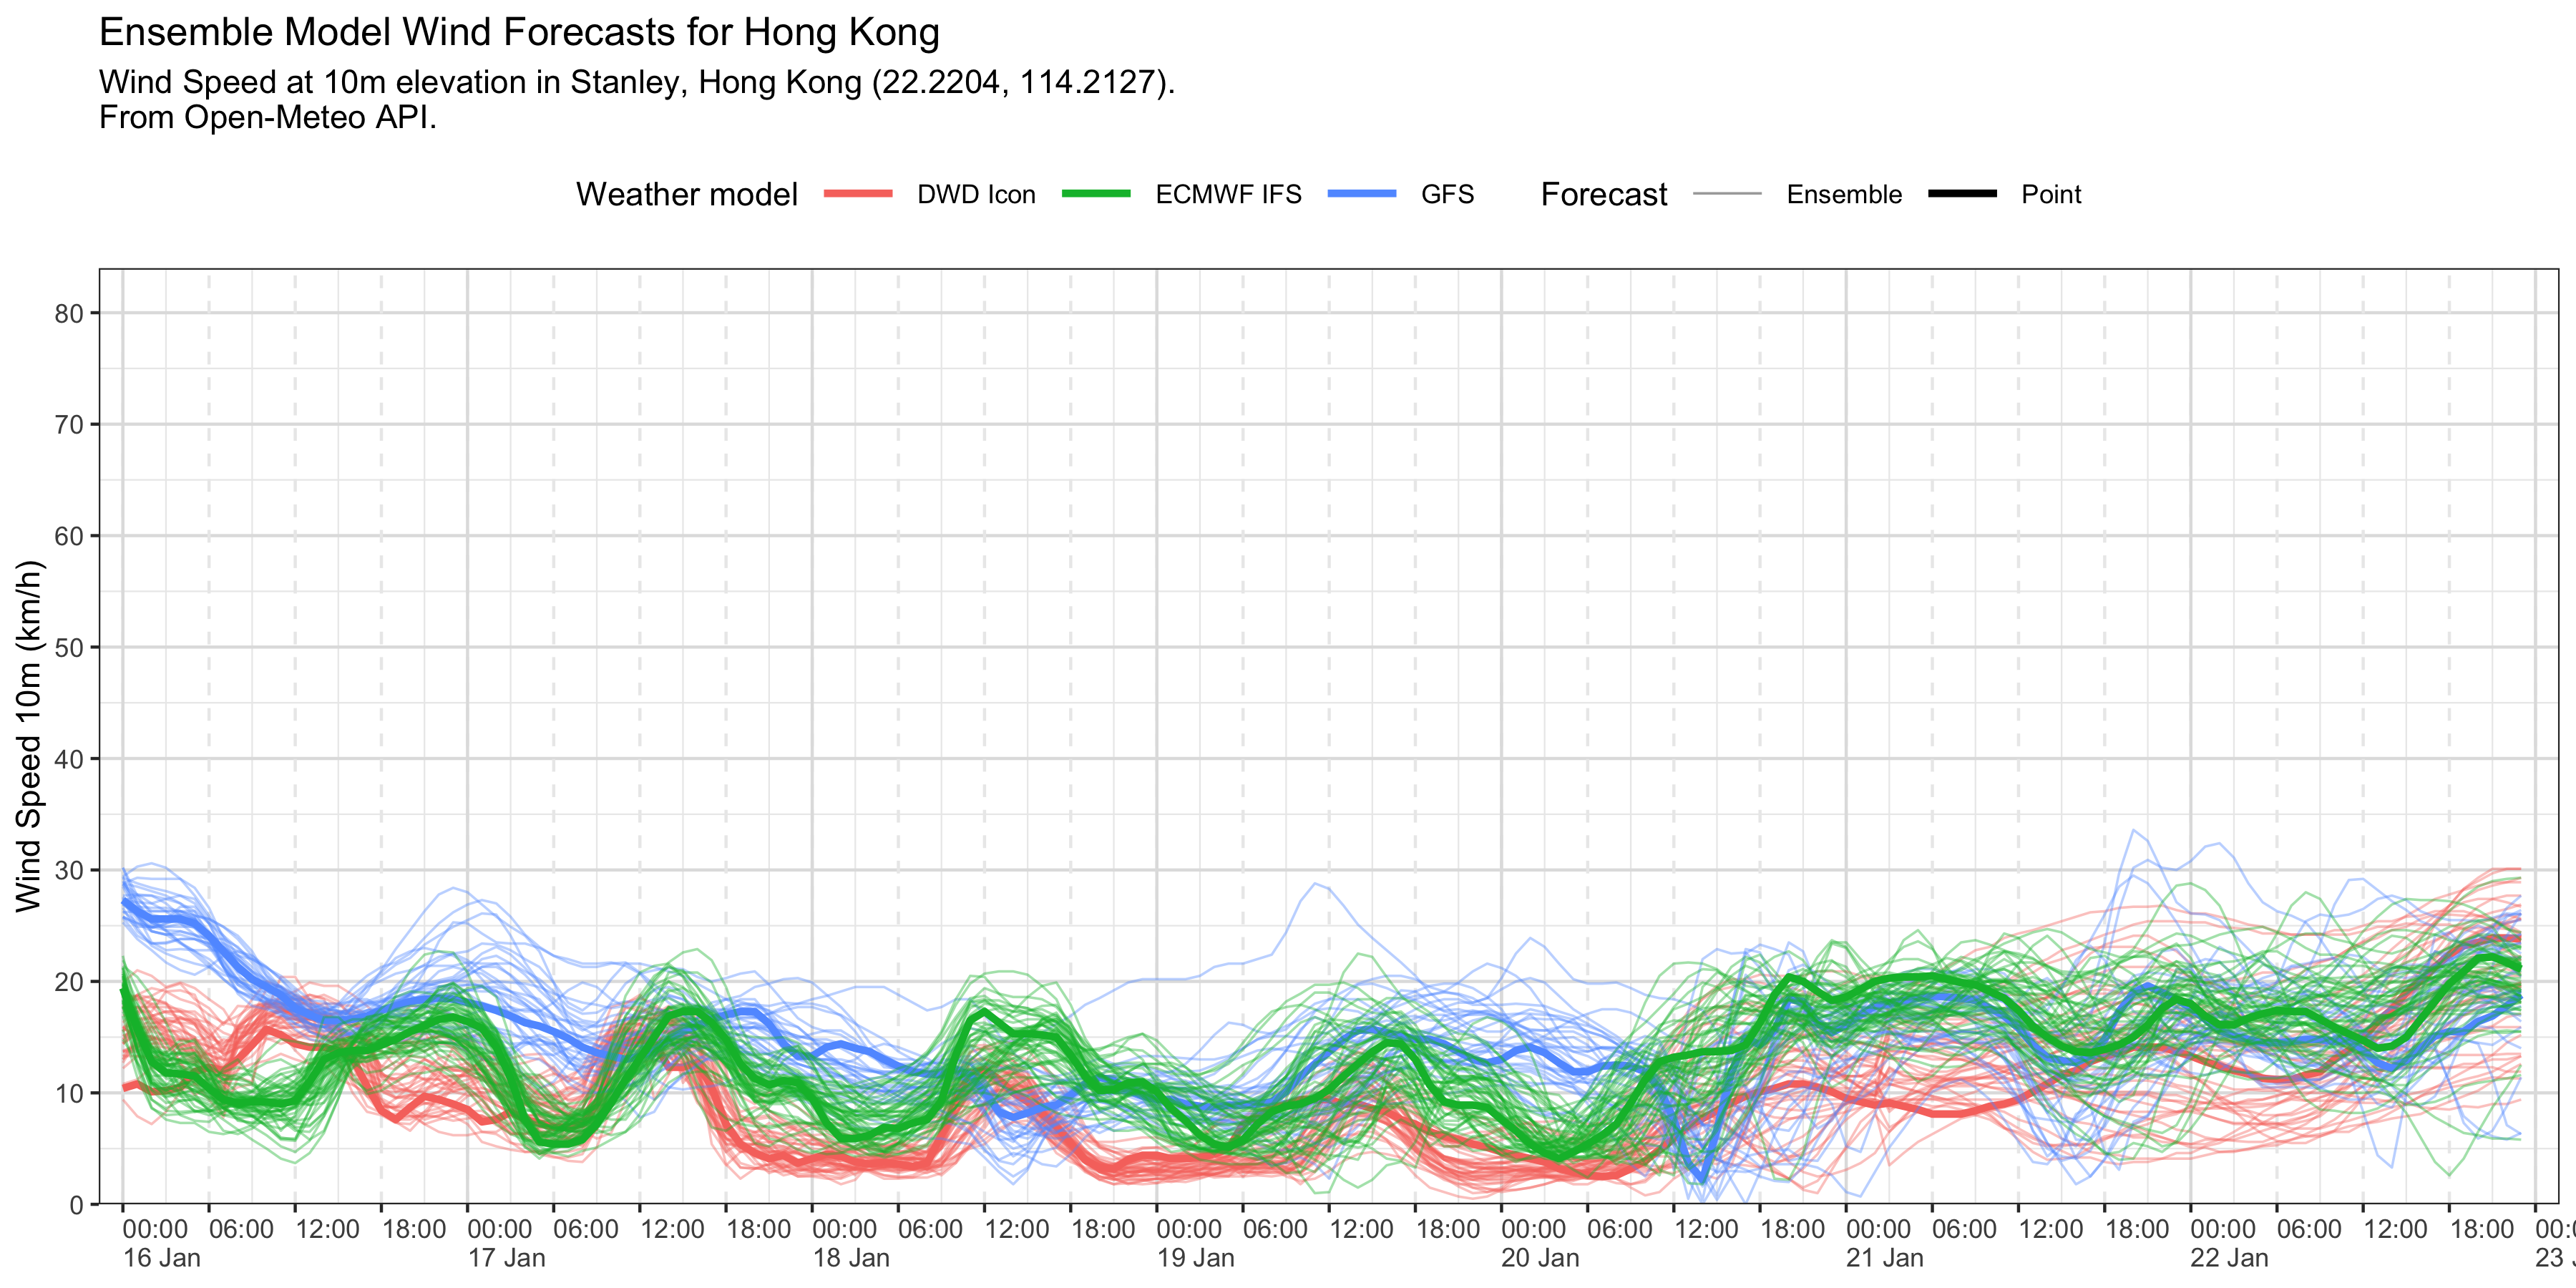 Ensemble Model Wind Forecasts for Hong Kong
Wind Speed at 10m elevation in Stanley, Hong Kong (22.2204, 114.2127).
From Open-Meteo API.
Weather model DWD Icon ECMWF IFS GFS Forecast Ensemble Point
Wind Speed 10m (km/h)
80
70
60
50
40
30
20
10
0
00:00 06:00 12:00 18:00 00:00 06:00 12:00 18:00 00:00 06:00 12:00 18:00 00:00 06:00 12:00 18:00 00:00 06:00 12:00 18:00 00:00 06:00 12:00 18:00 00:00 06:00 12:00 18:00 00:0
16 Jan 17 Jan 18 Jan 19 Jan 20 Jan 21 Jan 22 Jan 23